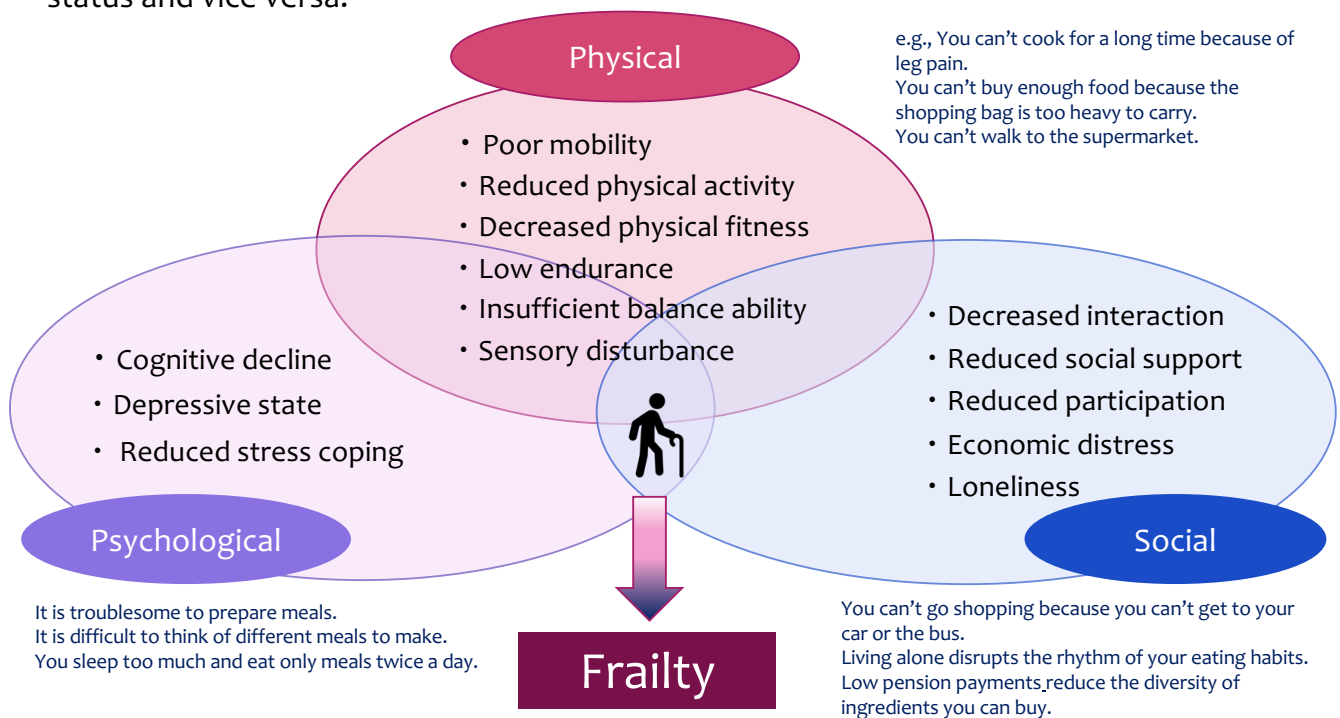 status and vice versa.
Physical
e.g., You can’t cook for a long time because of
leg pain.
You can’t buy enough food because the
shopping bag is too heavy to carry.
You can’t walk to the supermarket.
・Poor mobility
・Reduced physical activity
・Decreased physical fitness
・Low endurance
・Insufficient balance ability
・Sensory disturbance
・Cognitive decline
・Depressive state
・Reduced stress coping
・Decreased interaction
・Reduced social support
・Reduced participation
・Economic distress
・Loneliness
Psychological
Social
It is troublesome to prepare meals.
It is difficult to think of different meals to make.
You sleep too much and eat only meals twice a day.
Frailty
You can’t go shopping because you can’t get to your
car or the bus.
Living alone disrupts the rhythm of your eating habits.
Low pension payments reduce the diversity of
ingredients you can buy.